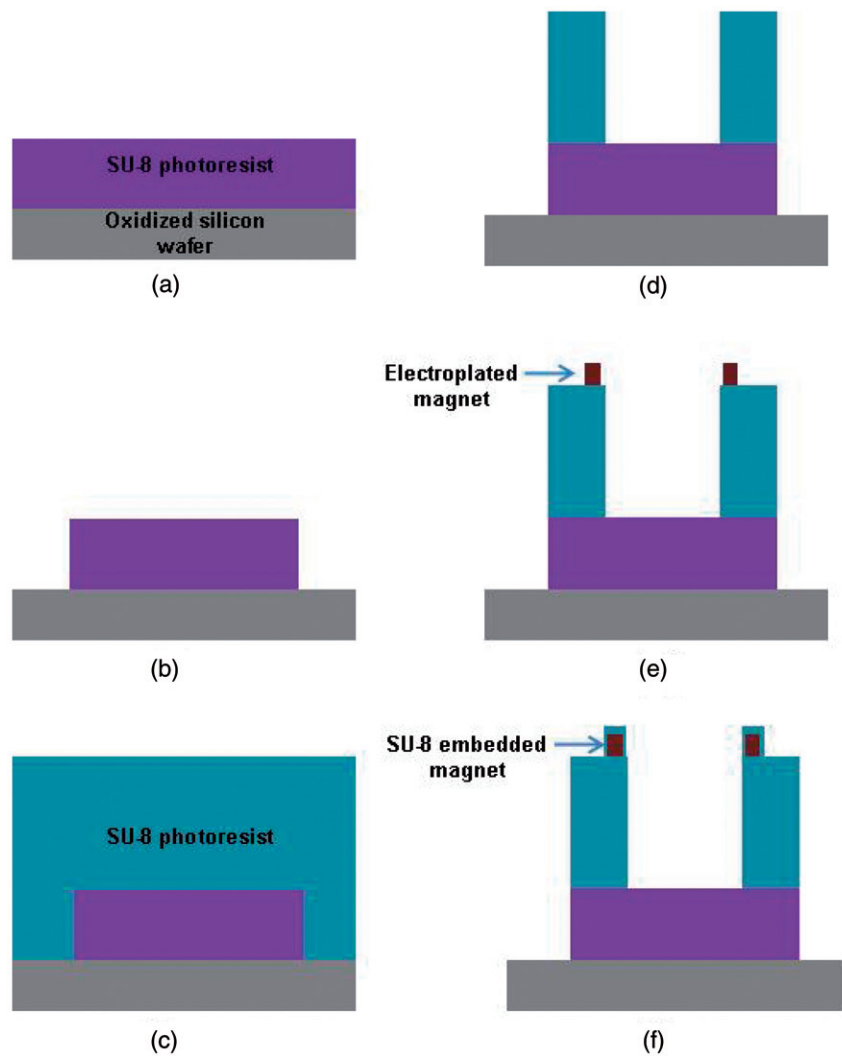 SU-8 photoresist
Oxidized silicon
wafer
(a)
(d)
Electroplated
magnet
(b)
(e)
SU-8 photoresist
SU-8 embedded
magnet
(c)
(f)